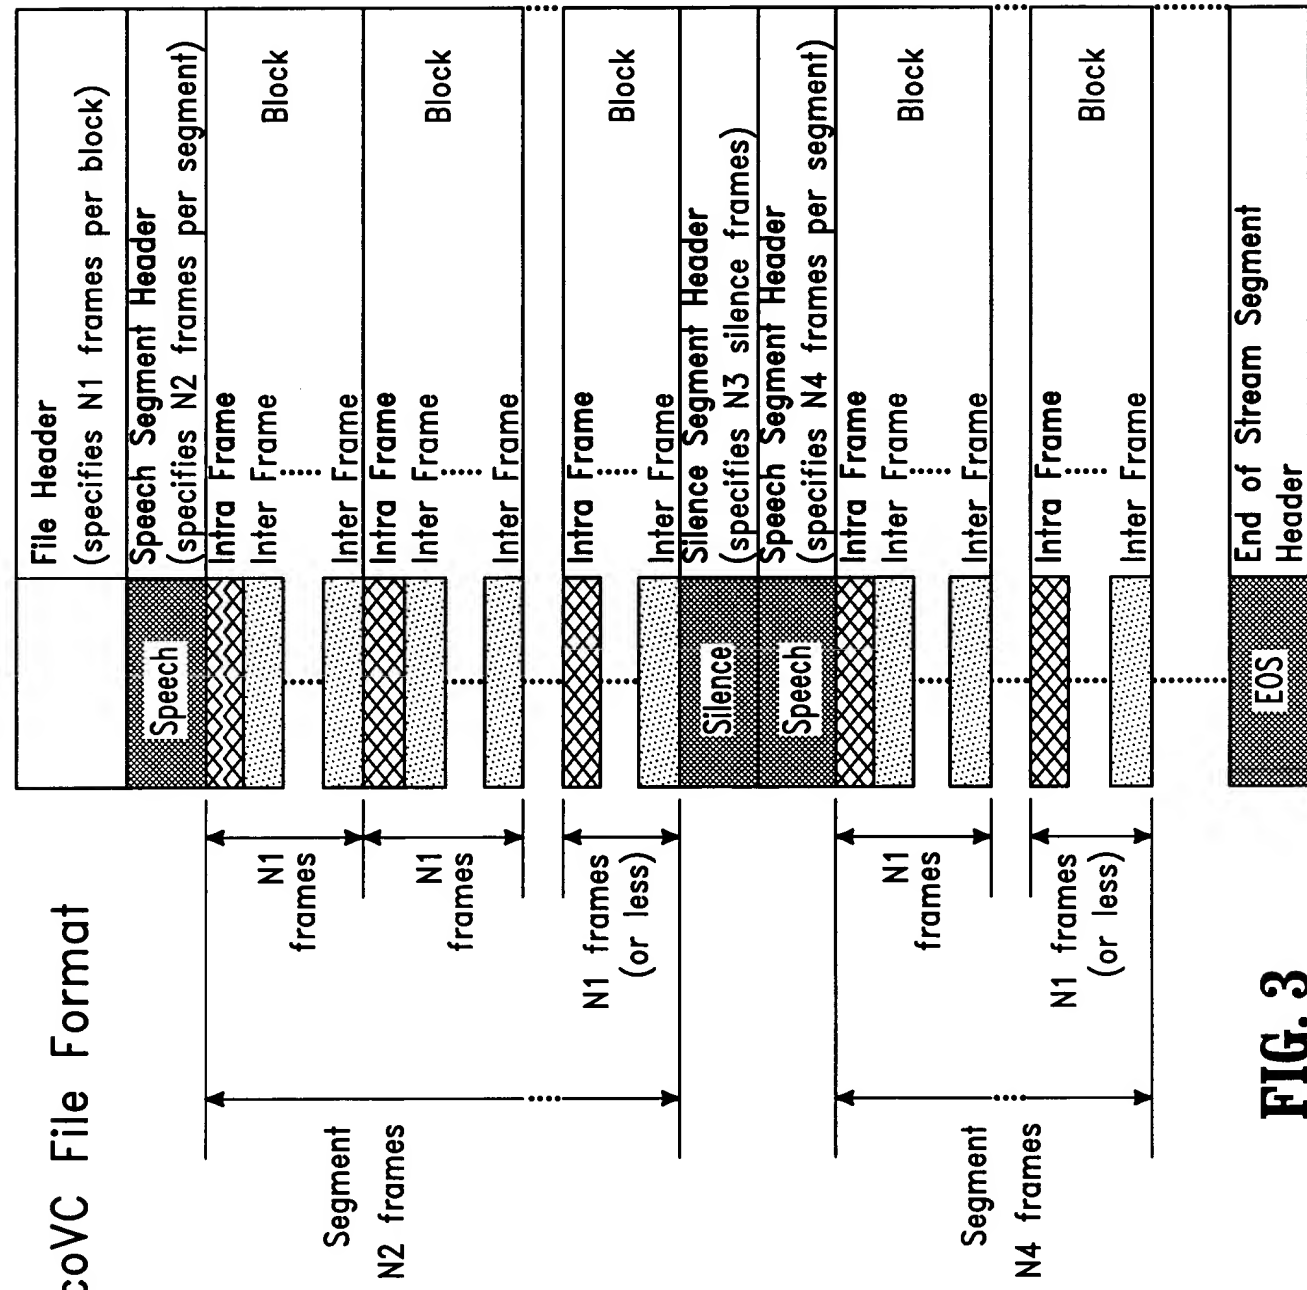 coVC File Format
File Header
(specifies N1 frames per block)
Speech
Speech Segment Header
(specifies N2 frames per segment)
Intra Frame
Inter Frame
Inter Frame
Block
N1
frames
Intra Frame
Inter Frame
Inter Frame
Block
N1
frames
Intra Frame
Inter Frame
Block
N1 frames
(or less)
Segment
N2 frames
Silence
Silence Segment Header
(specifies N3 silence frames)
Speech
Speech Segment Header
(specifies N4 frames per segment)
Intra Frame
Inter Frame
Inter Frame
Block
N1
frames
Intra Frame
Inter Frame
Block
N1 frames
(or less)
Segment
N4 frames
EOS
End of Stream Segment
Header
FIG. 3